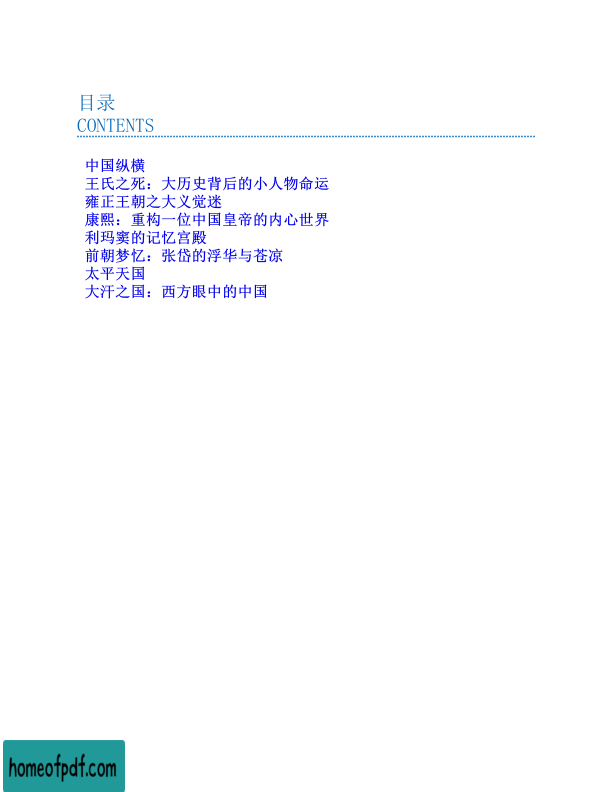 目录
CONTENTS
中国纵横
王氏之死：大历史背后的小人物命运
雍正王朝之大义觉迷
康熙：重构一位中国皇帝的内心世界
利玛窦的记忆宫殿
前朝梦忆：张岱的浮华与苍凉
太平天国
大汗之国：西方眼中的中国
homeofpdf.com